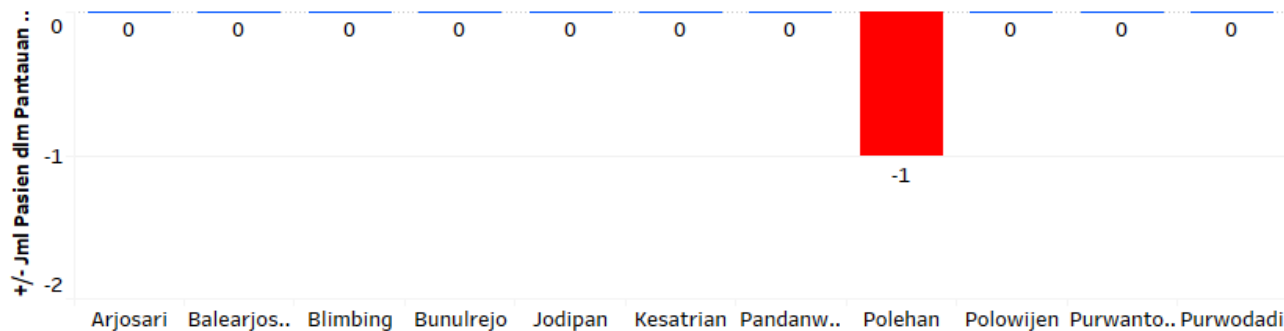 +/- Jml Pasien dlm Pantauan ..
0
-1
-2
0 0 0 0 0 0 0 -1 0 0 0
Arjosari Balearjos.. Blimbing Bunulrejo Jodipan Kesatrian Pandanw.. Polehan Polowijen Purwanto.. Purwodadi